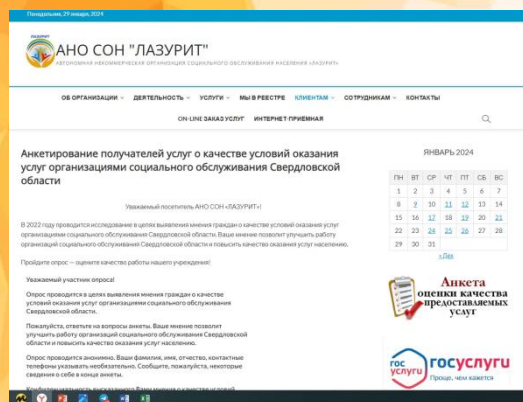 Понедельник, 29 января, 2024
ЛАЗУРИТ
АНО СОН "ЛАЗУРИТ"
АВТОНОМНАЯ НЕКОММЕРЧЕСКАЯ ОРГАНИЗАЦИЯ СОЦИАЛЬНОГО ОБСЛУЖИВАНИЯ НАСЕЛЕНИЯ «ЛАЗУРИТ»
ОБ ОРГАНИЗАЦИИ ДЕЯТЕЛЬНОСТЬ УСЛУГИ МЫ В РЕЕСТРЕ КЛИЕНТАМ СОТРУДНИКАМ КОНТАКТЫ
ON-LINE ЗАКАЗ УСЛУГ ИНТЕРНЕТ-ПРИЕМНАЯ
Анкетирование получателей услуг о качестве условий оказания
услуг организациями социального обслуживания Свердловской
области
Уважаемый посетитель АНО СОН «ЛАЗУРИТ»!
В 2022 году проводится исследование в целях выявления мнения граждан о качестве условий оказания услуг
организациями социального обслуживания Свердловской области. Ваше мнение позволит улучшить работу
организаций социального обслуживания Свердловской области и повысить качество оказания услуг населению.
Пройдите опрос — оцените качество работы нашего учреждения!
Уважаемый участник опроса!
Опрос проводится в целях выявления мнения граждан о качестве
условий оказания услуг организациями социального обслуживания
Свердловской области.
Пожалуйста, ответьте на вопросы анкеты. Ваше мнение позволит
улучшить работу организаций социального обслуживания Свердловской
области и повысить качество оказания услуг населению.
Опрос проводится анонимно. Ваши фамилия, имя, отчество, контактные
телефоны указывать необязательно. Сообщите, пожалуйста, некоторые
сведения о себе в конце анкеты.
Конфиденциальность высказанного Вами мнения о качестве условий
ЯНВАРЬ 2024
ПН ВТ СР ЧТ ПТ СБ ВС
1 2 3 4 5 6 7
8 9 10 11 12 13 14
15 16 17 18 19 20 21
22 23 24 25 26 27 28
29 30 31
« Дек
Анкета
оценки качества
предоставляемых
услуг
гос
услуги
госуслуги
Проще, чем кажется